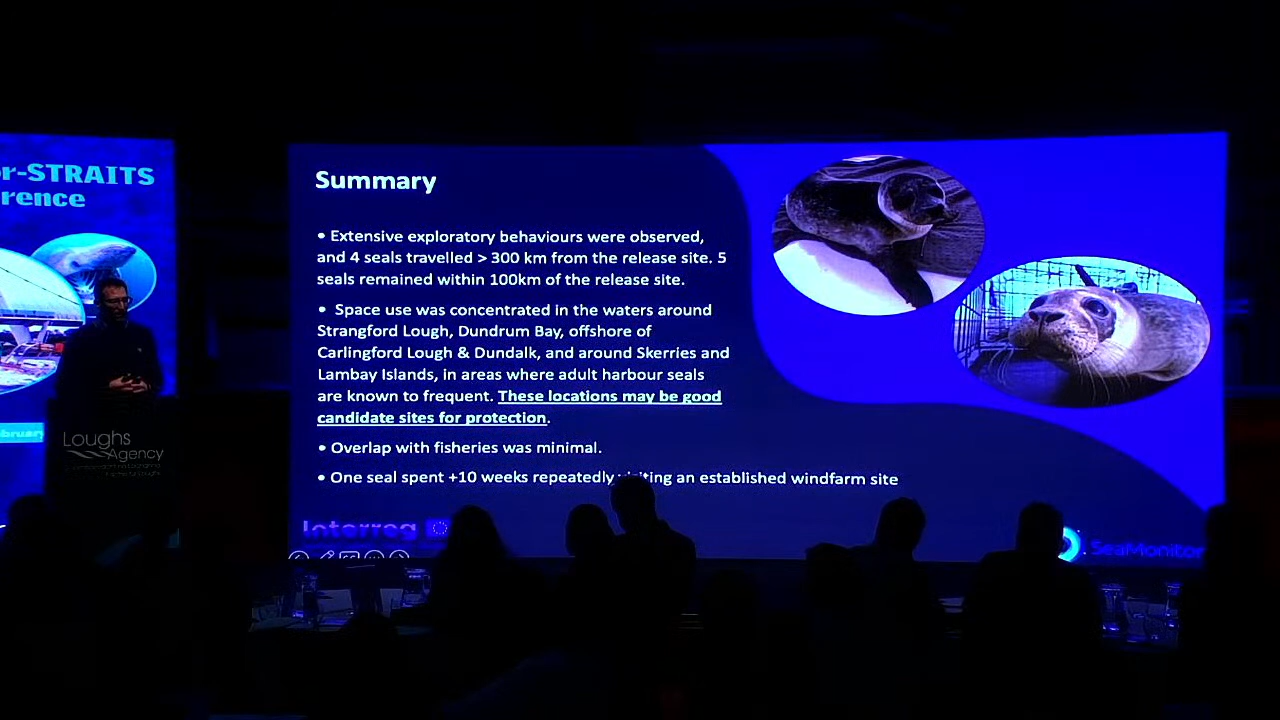 r-STRAITS
rence
ebruary
Loughs
Agency
Summary
• Extensive exploratory behaviours were observed,
and 4 seals travelled > 300 km from the release site. 5
seals remained within 100km of the release site.
• Space use was concentrated in the waters around
Strangford Lough, Dundrum Bay, offshore of
Carlingford Lough & Dundalk, and around Skerries and
Lambay Islands, in areas where adult harbour seals
are known to frequent. These locations may be good
candidate sites for protection.
• Overlap with fisheries was minimal.
• One seal spent +10 weeks repeatedly iting an established windfarm site
Interreg
SeaMonitor